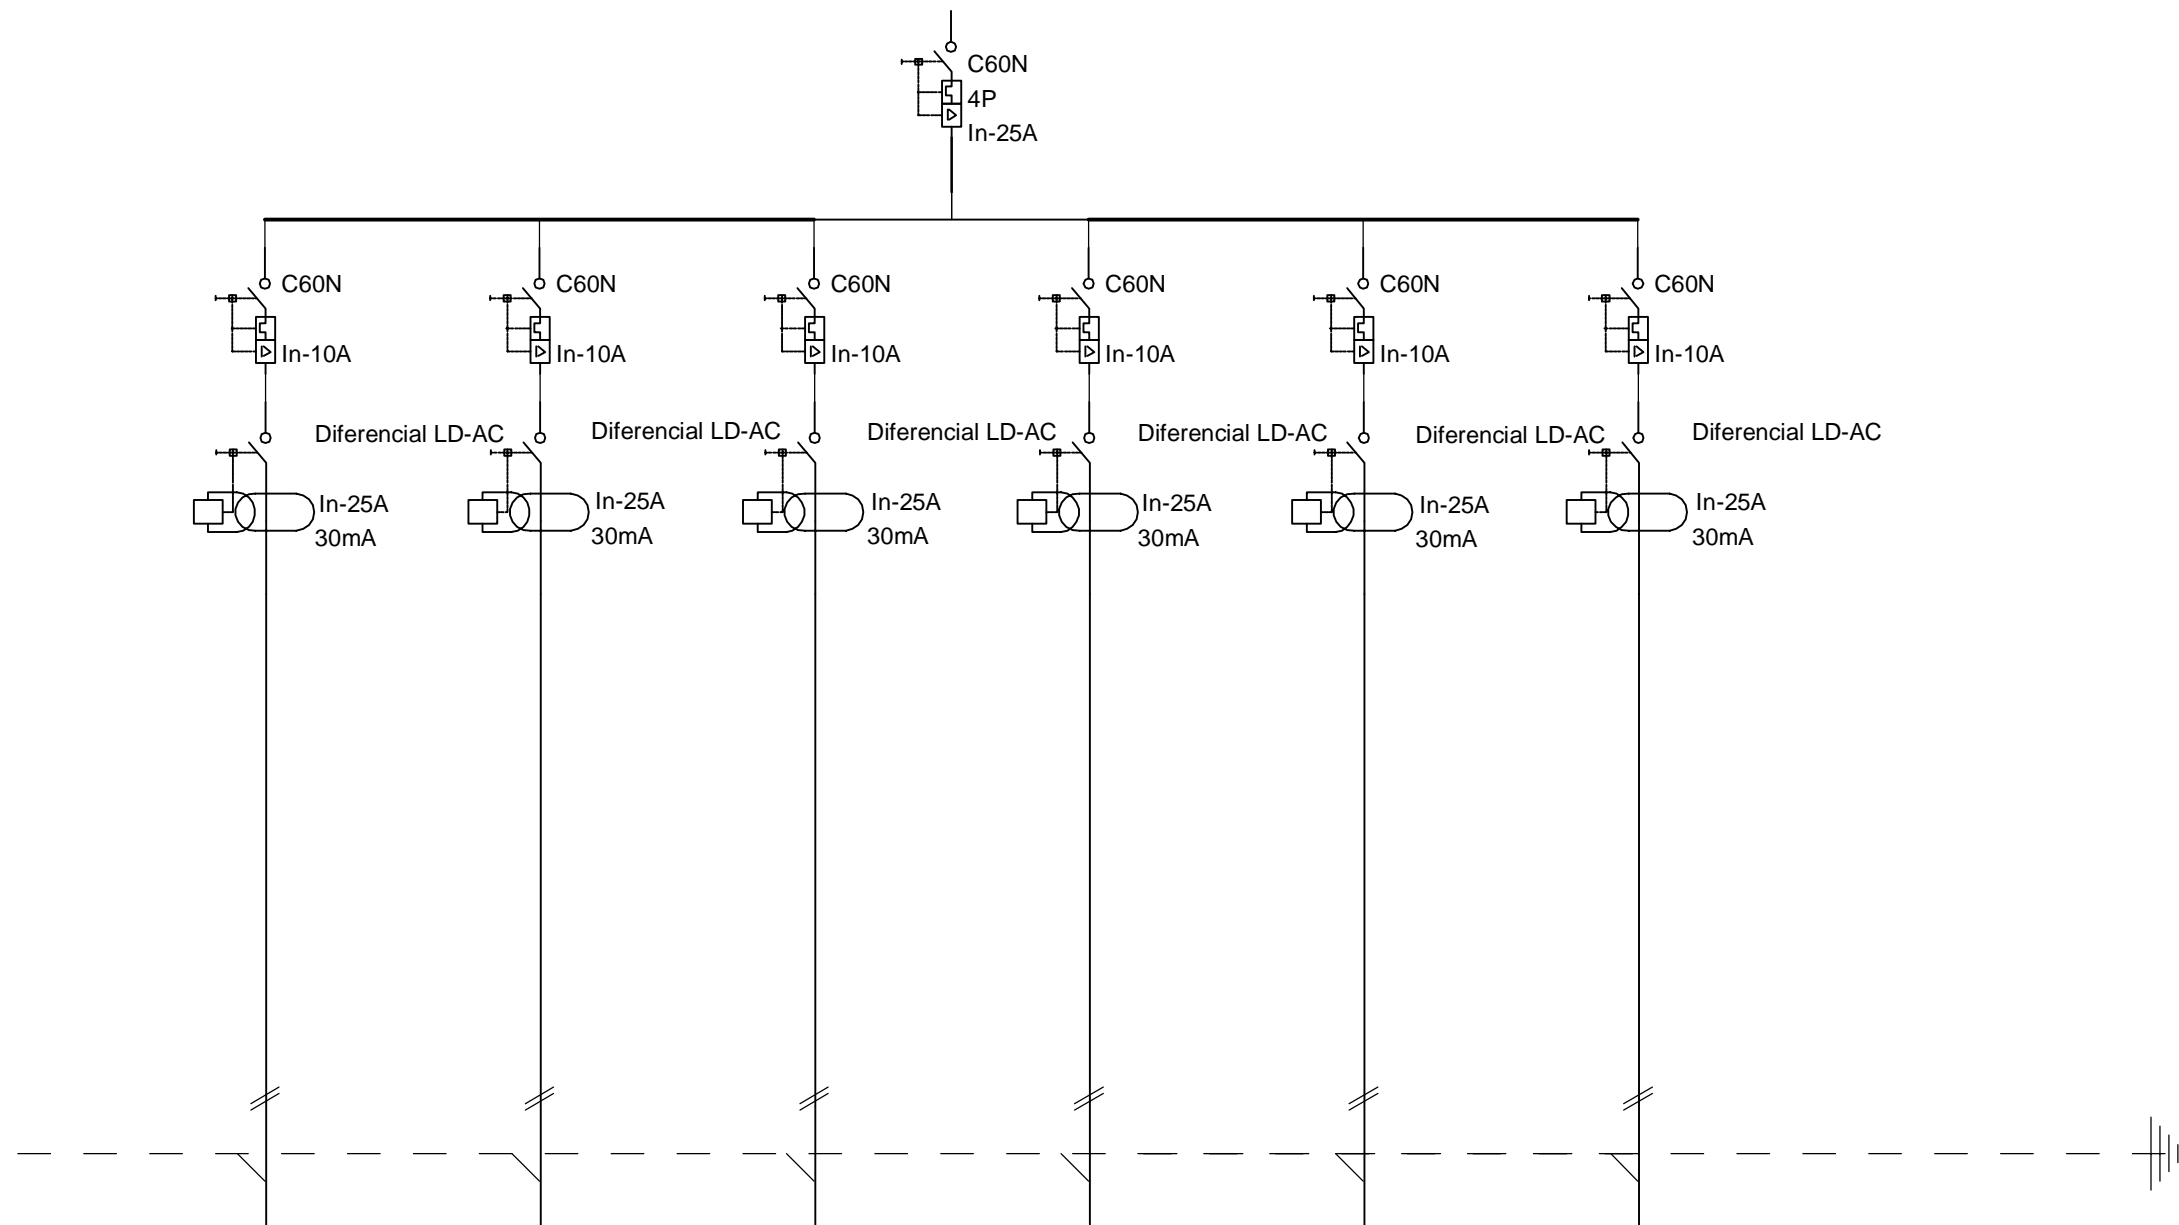 C60N
4P
In-25A
C60N
C60N
C60N
C60N
C60N
C60N
In-10A
In-10A
In-10A
In-10A
In-10A
In-10A
Diferencial LD-AC
Diferencial LD-AC
Diferencial LD-AC
Diferencial LD-AC
Diferencial LD-AC
Diferencial LD-AC
In-25A
In-25A
In-25A
In-25A
In-25A
In-25A
30mA
30mA
30mA
30mA
30mA
30mA